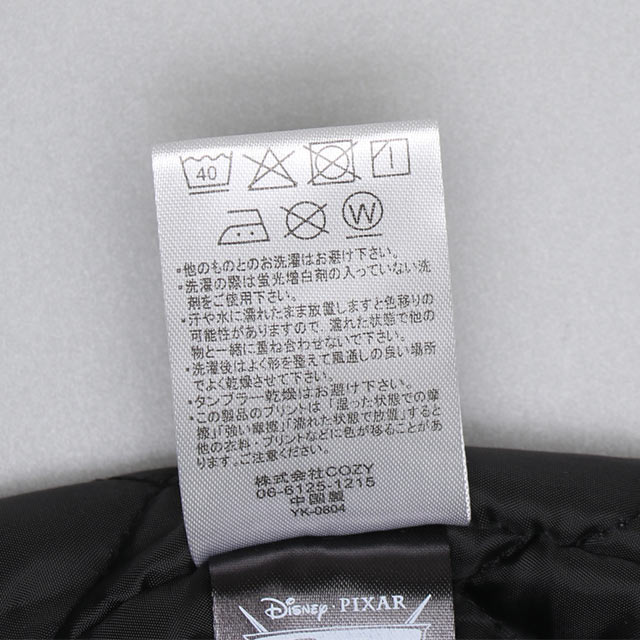 40
W
・他のものとのお洗濯はお避け下さい。
・洗濯の際は蛍光増白剤の入っていない洗
剤をご使用下さい。
・汗や水に濡れたまま放置しますと色移りの
可能性がありますので、濡れた状態で他の
物と一緒に重ね合わせないで下さい。
・洗濯後はよく形を整えて風通しの良い場所
でよく乾燥させて下さい。
・タンブラー乾燥はお避け下さい。
・この製品のプリントは、「湿った状態での摩
擦」「強い摩擦」「濡れた状態で放置」すると
他の衣料・プリントなどに色が移ることがあ
ります。ご注意ください。
株式会社COZY
06-6125-1215
中国製
YK-0804
DISNEY・PIXAR